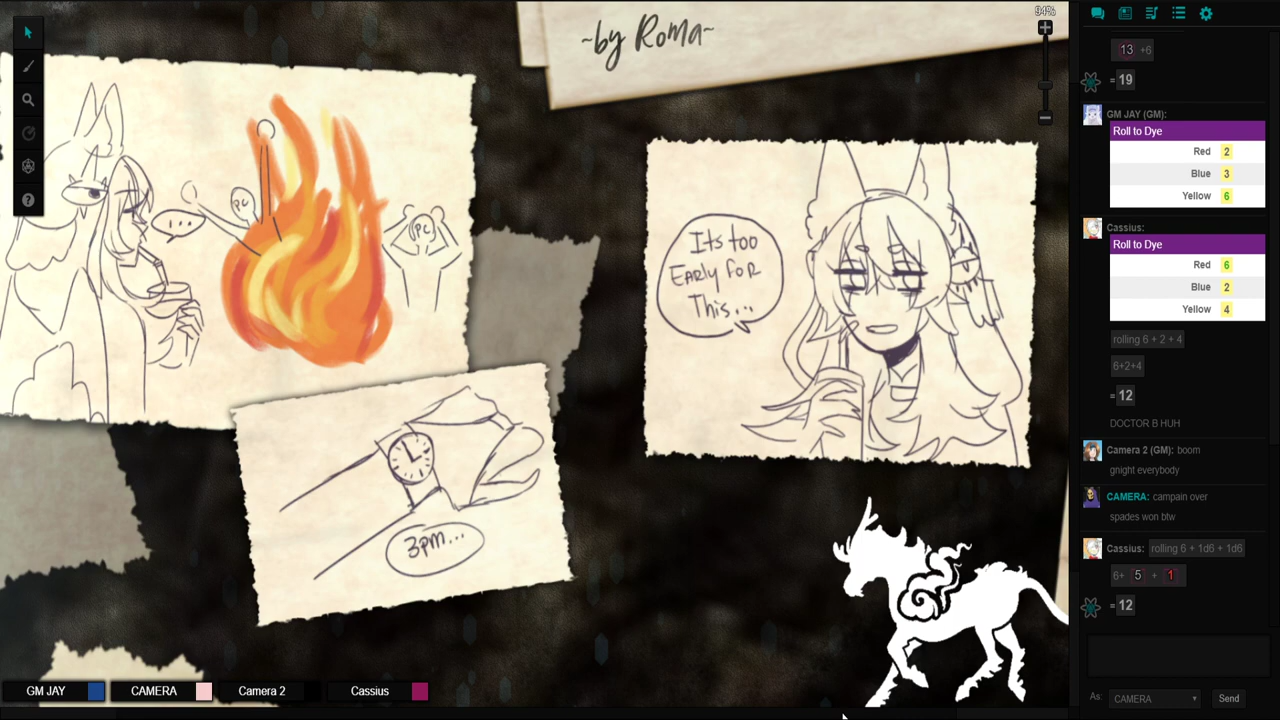 ~by Roma~
94%
PC
PC
Its too
Early for
This...
3pm...
GM JAY
CAMERA
Camera 2
Cassius
13 +6
= 19
GM JAY (GM):
Roll to Dye
Red 2
Blue 3
Yellow 6
Cassius:
Roll to Dye
Red 6
Blue 2
Yellow 4
rolling 6 + 2 + 4
6+2+4
= 12
DOCTOR B HUH
Camera 2 (GM): boom
gnight everybody
CAMERA: campain over
spades won btw
Cassius: rolling 6 + 1d6 + 1d6
6+ 5 + 1
= 12
As: CAMERA Send